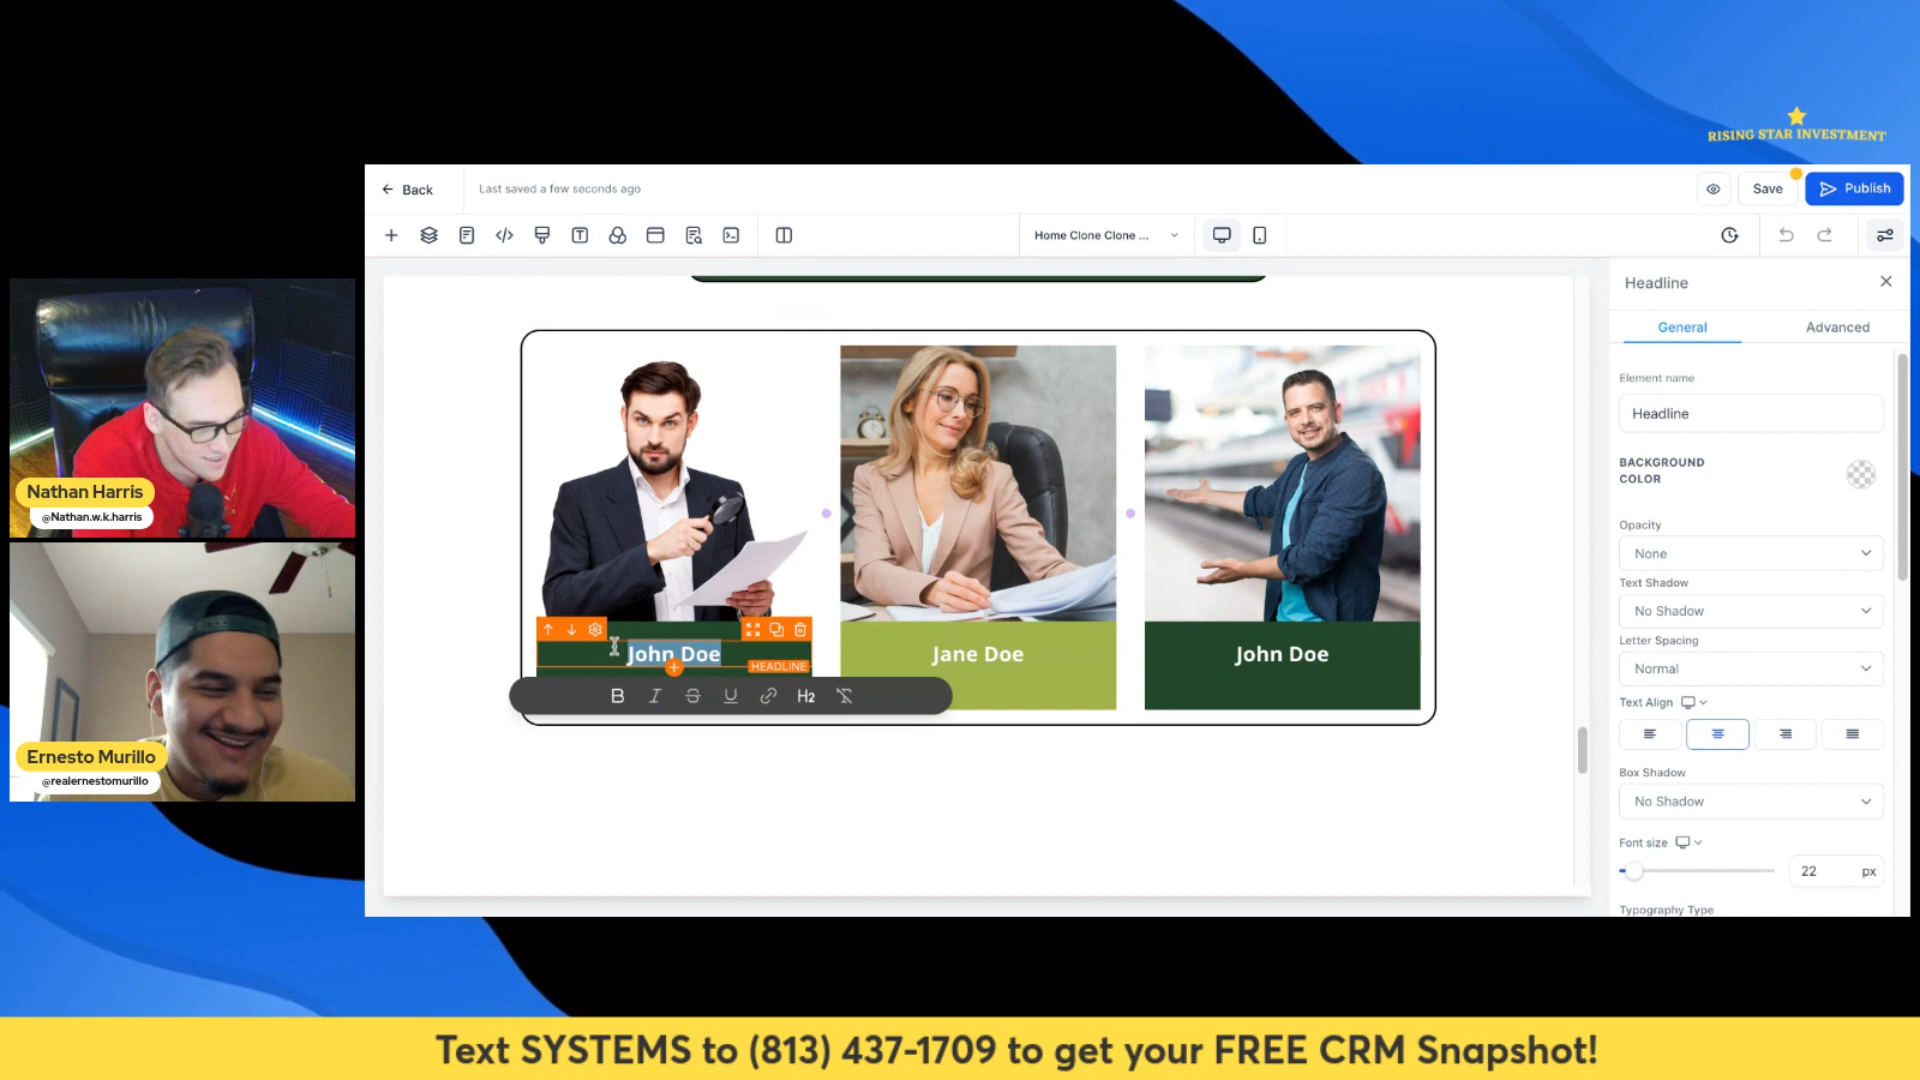 RISING STAR INVESTMENT
Back
Last saved a few seconds ago
Save
Publish
Home Clone Clone ...
Headline
General
Advanced
Element name
Headline
BACKGROUND
COLOR
Opacity
None
Text Shadow
No Shadow
Letter Spacing
Normal
Text Align
Box Shadow
No Shadow
Font size
22
px
Typography Type
John Doe
HEADLINE
Jane Doe
John Doe
B I S U H2
Nathan Harris
@Nathan.w.k.harris
Ernesto Murillo
@realernestomurillo
Text SYSTEMS to (813) 437-1709 to get your FREE CRM Snapshot!